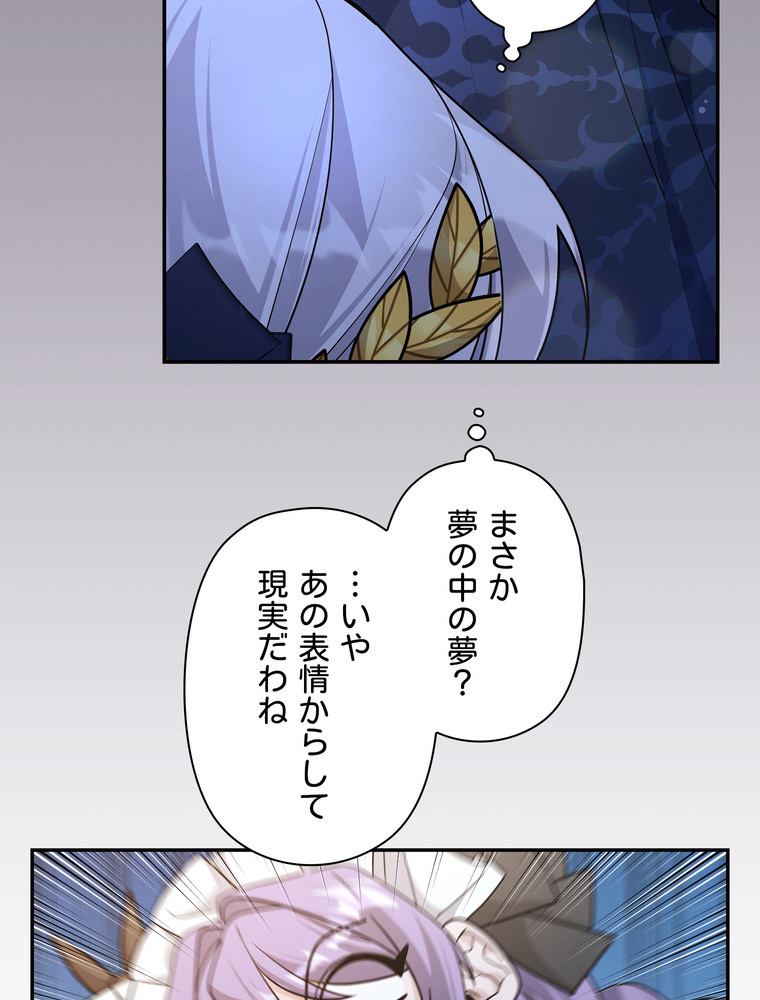 まさか
夢の中の夢？
…いや
あの表情からして
現実だわね